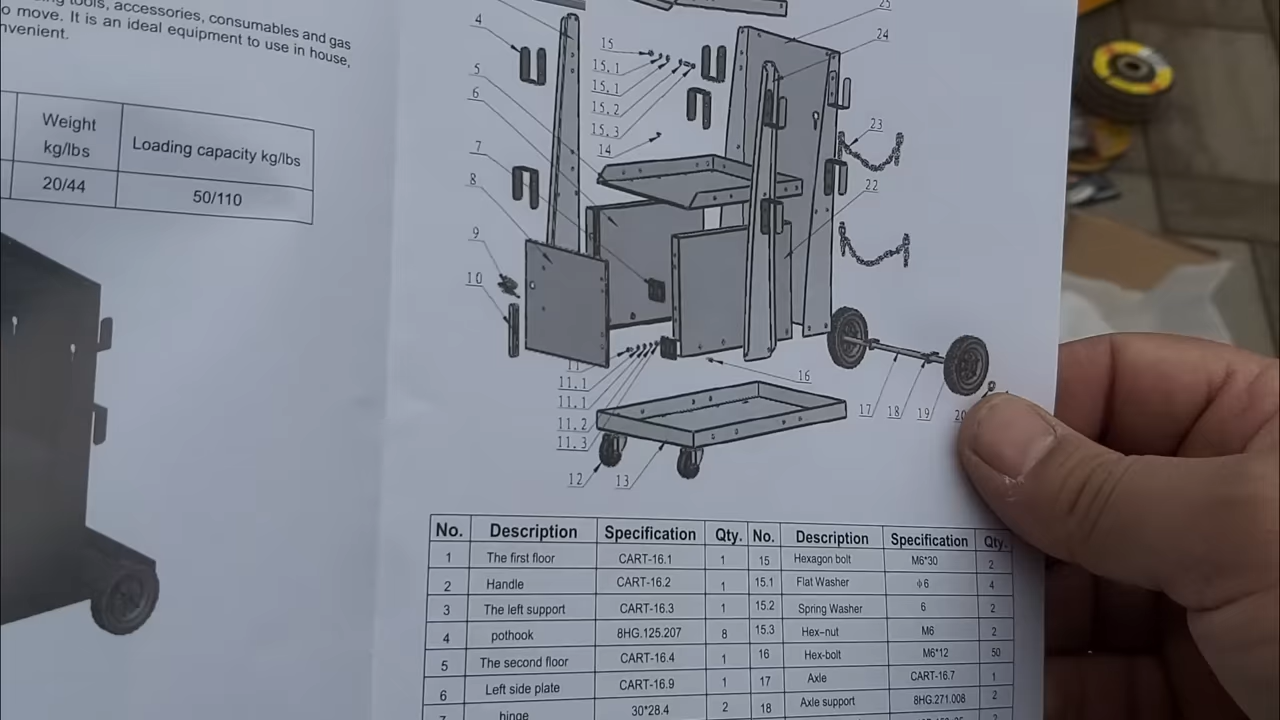 tools, accessories, consumables and gas
o move. It is an ideal equipment to use in house,
nvenient.
Weight
kg/lbs
Loading capacity kg/lbs
20/44
50/110
4
5
6
7
8
9
10
15
15.1
15.1
15.2
15.3
14
25
24
23
22
11
11.1
11.1
11.2
11.3
12
13
16
17
18
19
20
No. Description Specification Qty. No. Description Specification Qty.
1 The first floor CART-16.1 1 15 Hexagon bolt M6*30 2
2 Handle CART-16.2 1 15.1 Flat Washer ϕ6 4
3 The left support CART-16.3 1 15.2 Spring Washer 6 2
4 pothook 8HG.125.207 8 15.3 Hex-nut M6 2
5 The second floor CART-16.4 1 16 Hex-bolt M6*12 50
6 Left side plate CART-16.9 1 17 Axle CART-16.7 1
7 hinge 30*28.4 2 18 Axle support 8HG.271.008 2